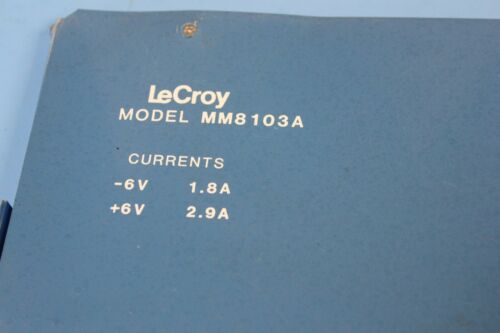 LeCroy
MODEL MM8103A
CURRENTS
-6V 1.8A
+6V 2.9A